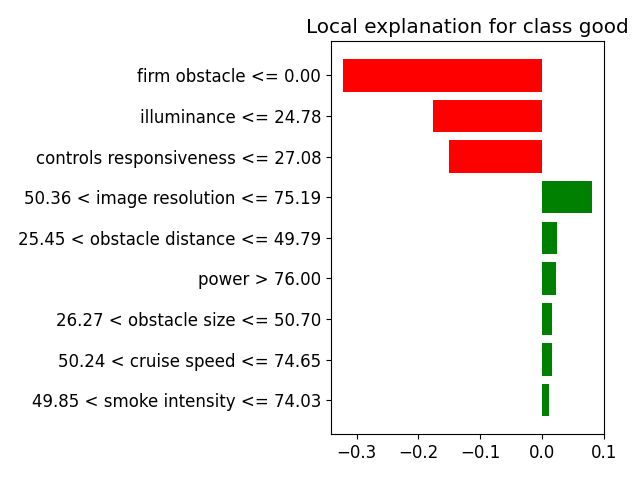 Local explanation for class good
firm obstacle <= 0.00
illuminance <= 24.78
controls responsiveness <= 27.08
50.36 < image resolution <= 75.19
25.45 < obstacle distance <= 49.79
power > 76.00
26.27 < obstacle size <= 50.70
50.24 < cruise speed <= 74.65
49.85 < smoke intensity <= 74.03
−0.3 −0.2 −0.1 0.0 0.1